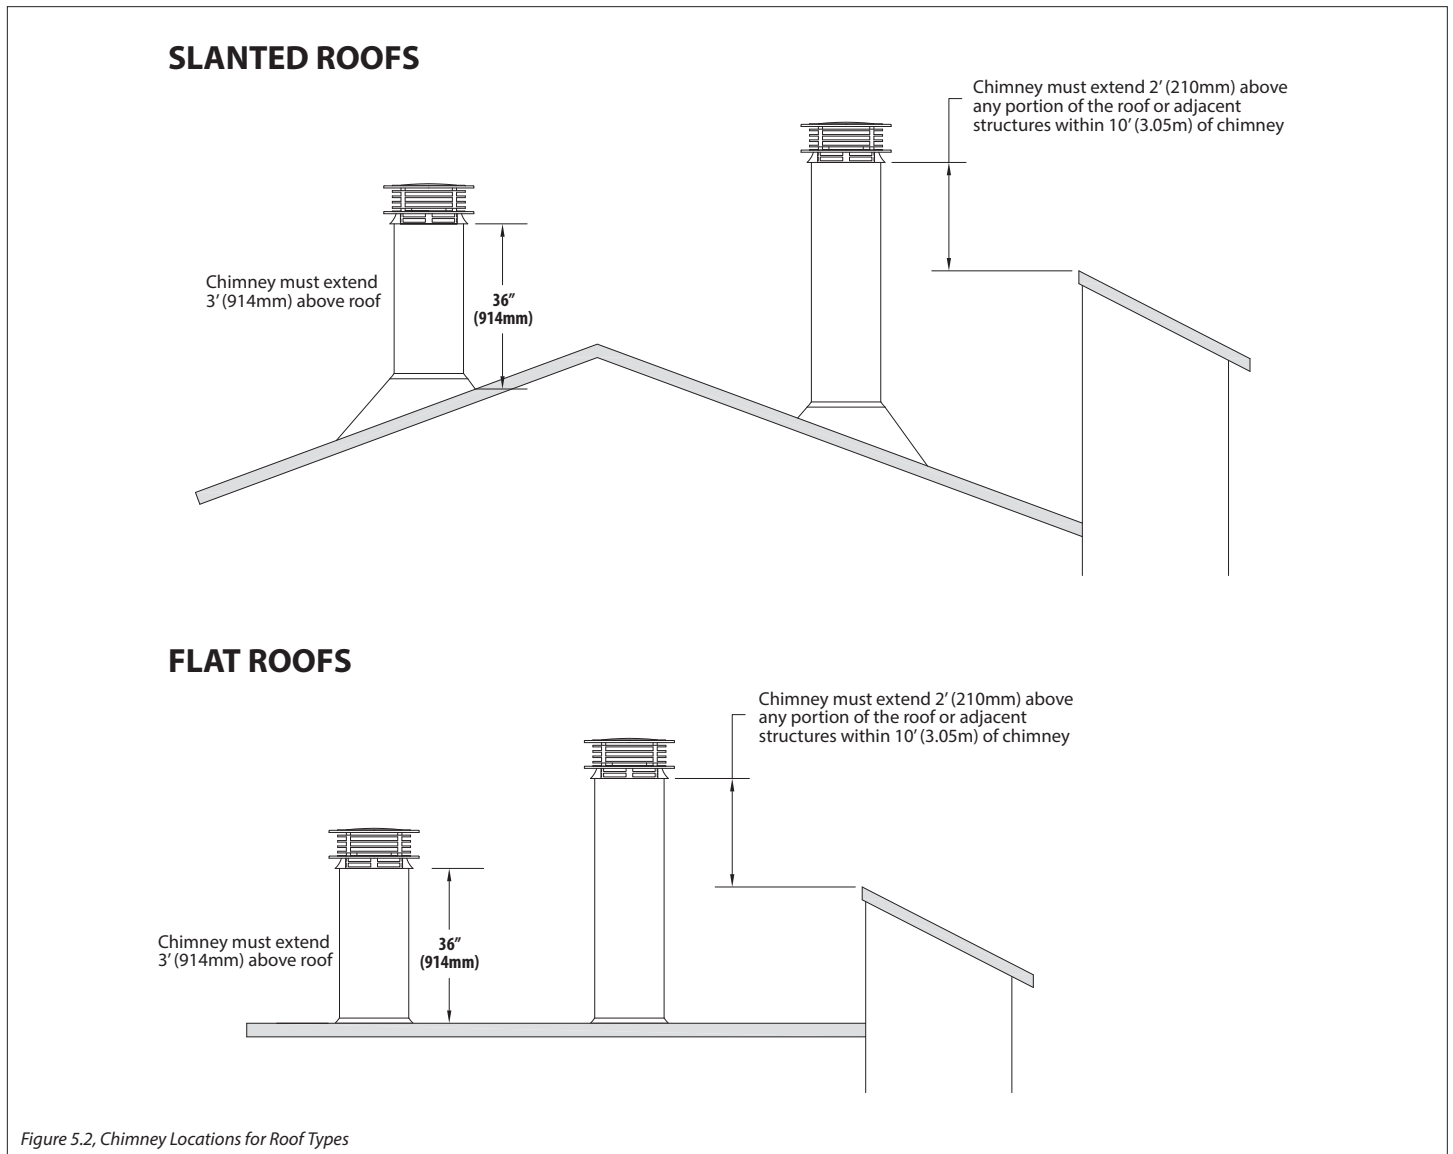 SLANTED ROOFS
Chimney must extend 2’ (210mm) above
any portion of the roof or adjacent
structures within 10’ (3.05m) of chimney
Chimney must extend
3’ (914mm) above roof
36”
(914mm)
FLAT ROOFS
Chimney must extend 2’ (210mm) above
any portion of the roof or adjacent
structures within 10’ (3.05m) of chimney
Chimney must extend
3’ (914mm) above roof
36”
(914mm)
Figure 5.2, Chimney Locations for Roof Types